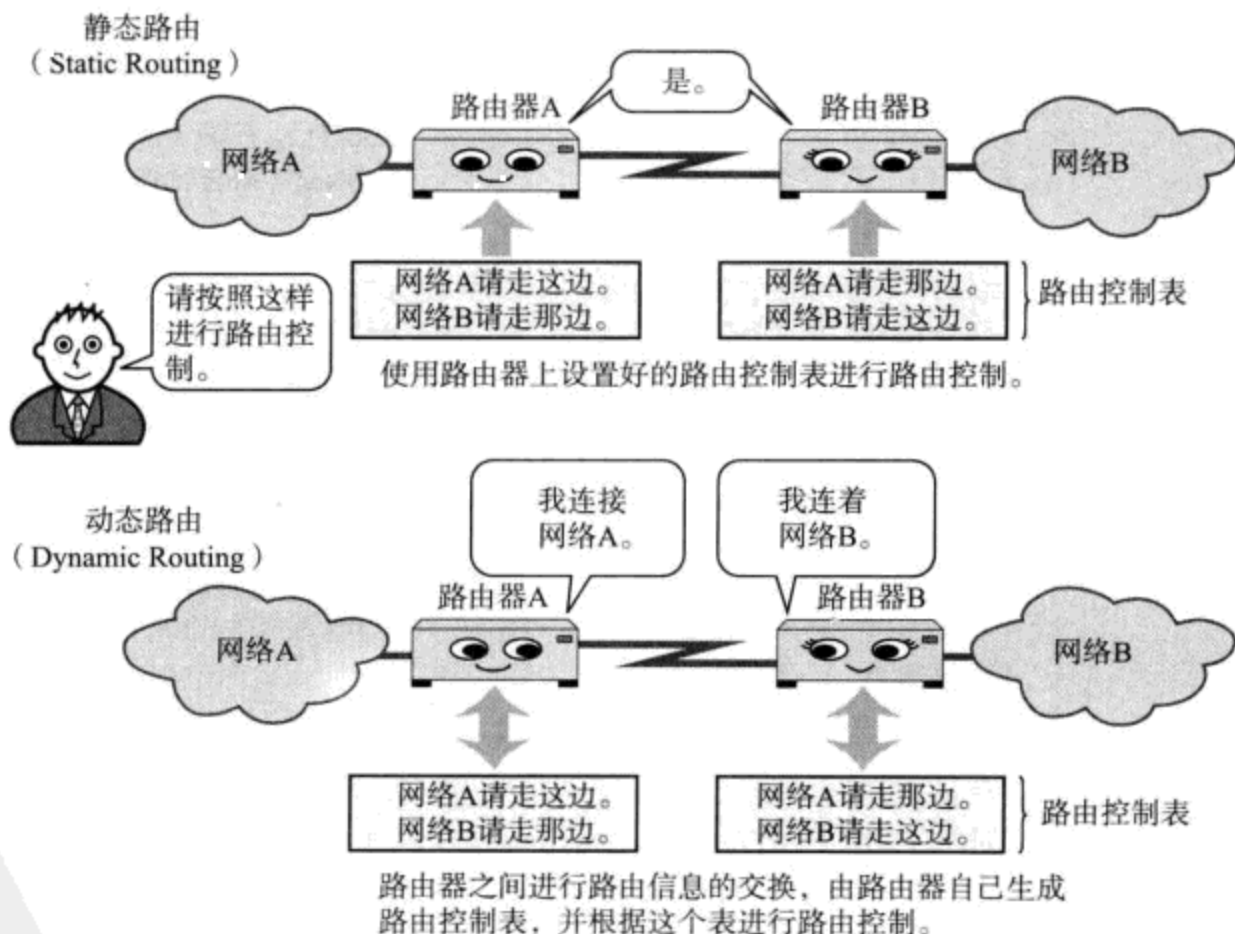 静态路由
（Static Routing）
是。
路由器A
路由器B
网络A
网络B
网络A请走这边。
网络B请走那边。
网络A请走那边。
网络B请走这边。
路由控制表
请按照这样
进行路由控
制。
使用路由器上设置好的路由控制表进行路由控制。
我连接
网络A。
我连着
网络B。
动态路由
（Dynamic Routing）
路由器A
路由器B
网络A
网络B
网络A请走这边。
网络B请走那边。
网络A请走那边。
网络B请走这边。
路由控制表
路由器之间进行路由信息的交换，由路由器自己生成
路由控制表，并根据这个表进行路由控制。